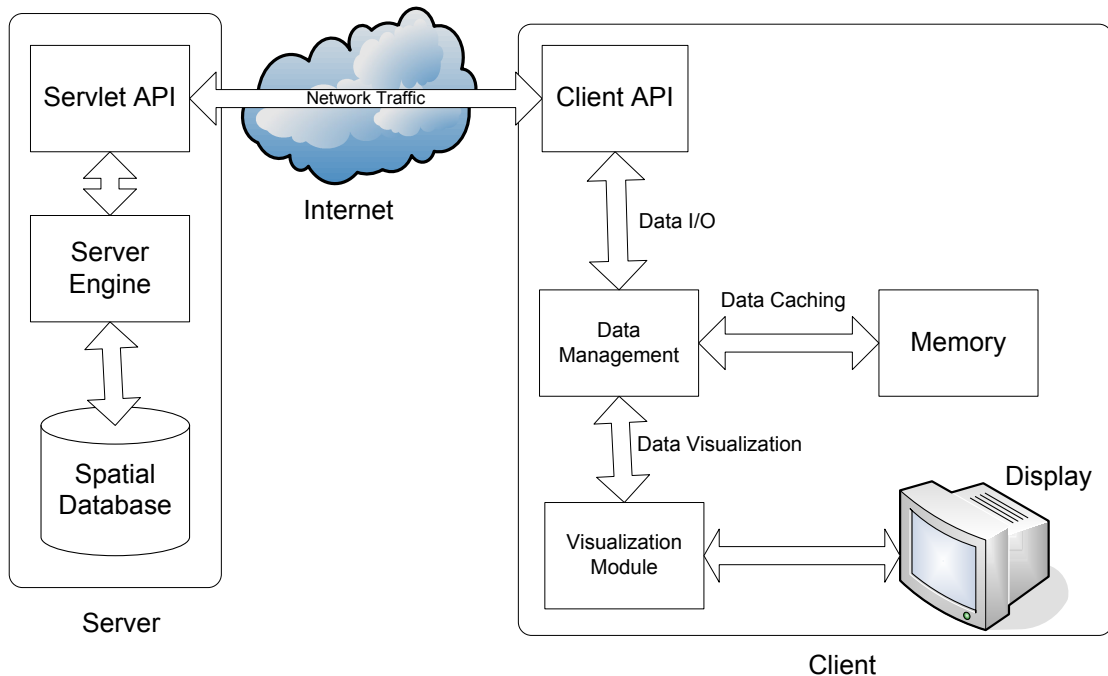 Servlet API
Network Traffic
Client API
Internet
Data I/O
Server
Engine
Data Caching
Data
Management
Memory
Data Visualization
Spatial
Database
Display
Visualization
Module
Server
Client